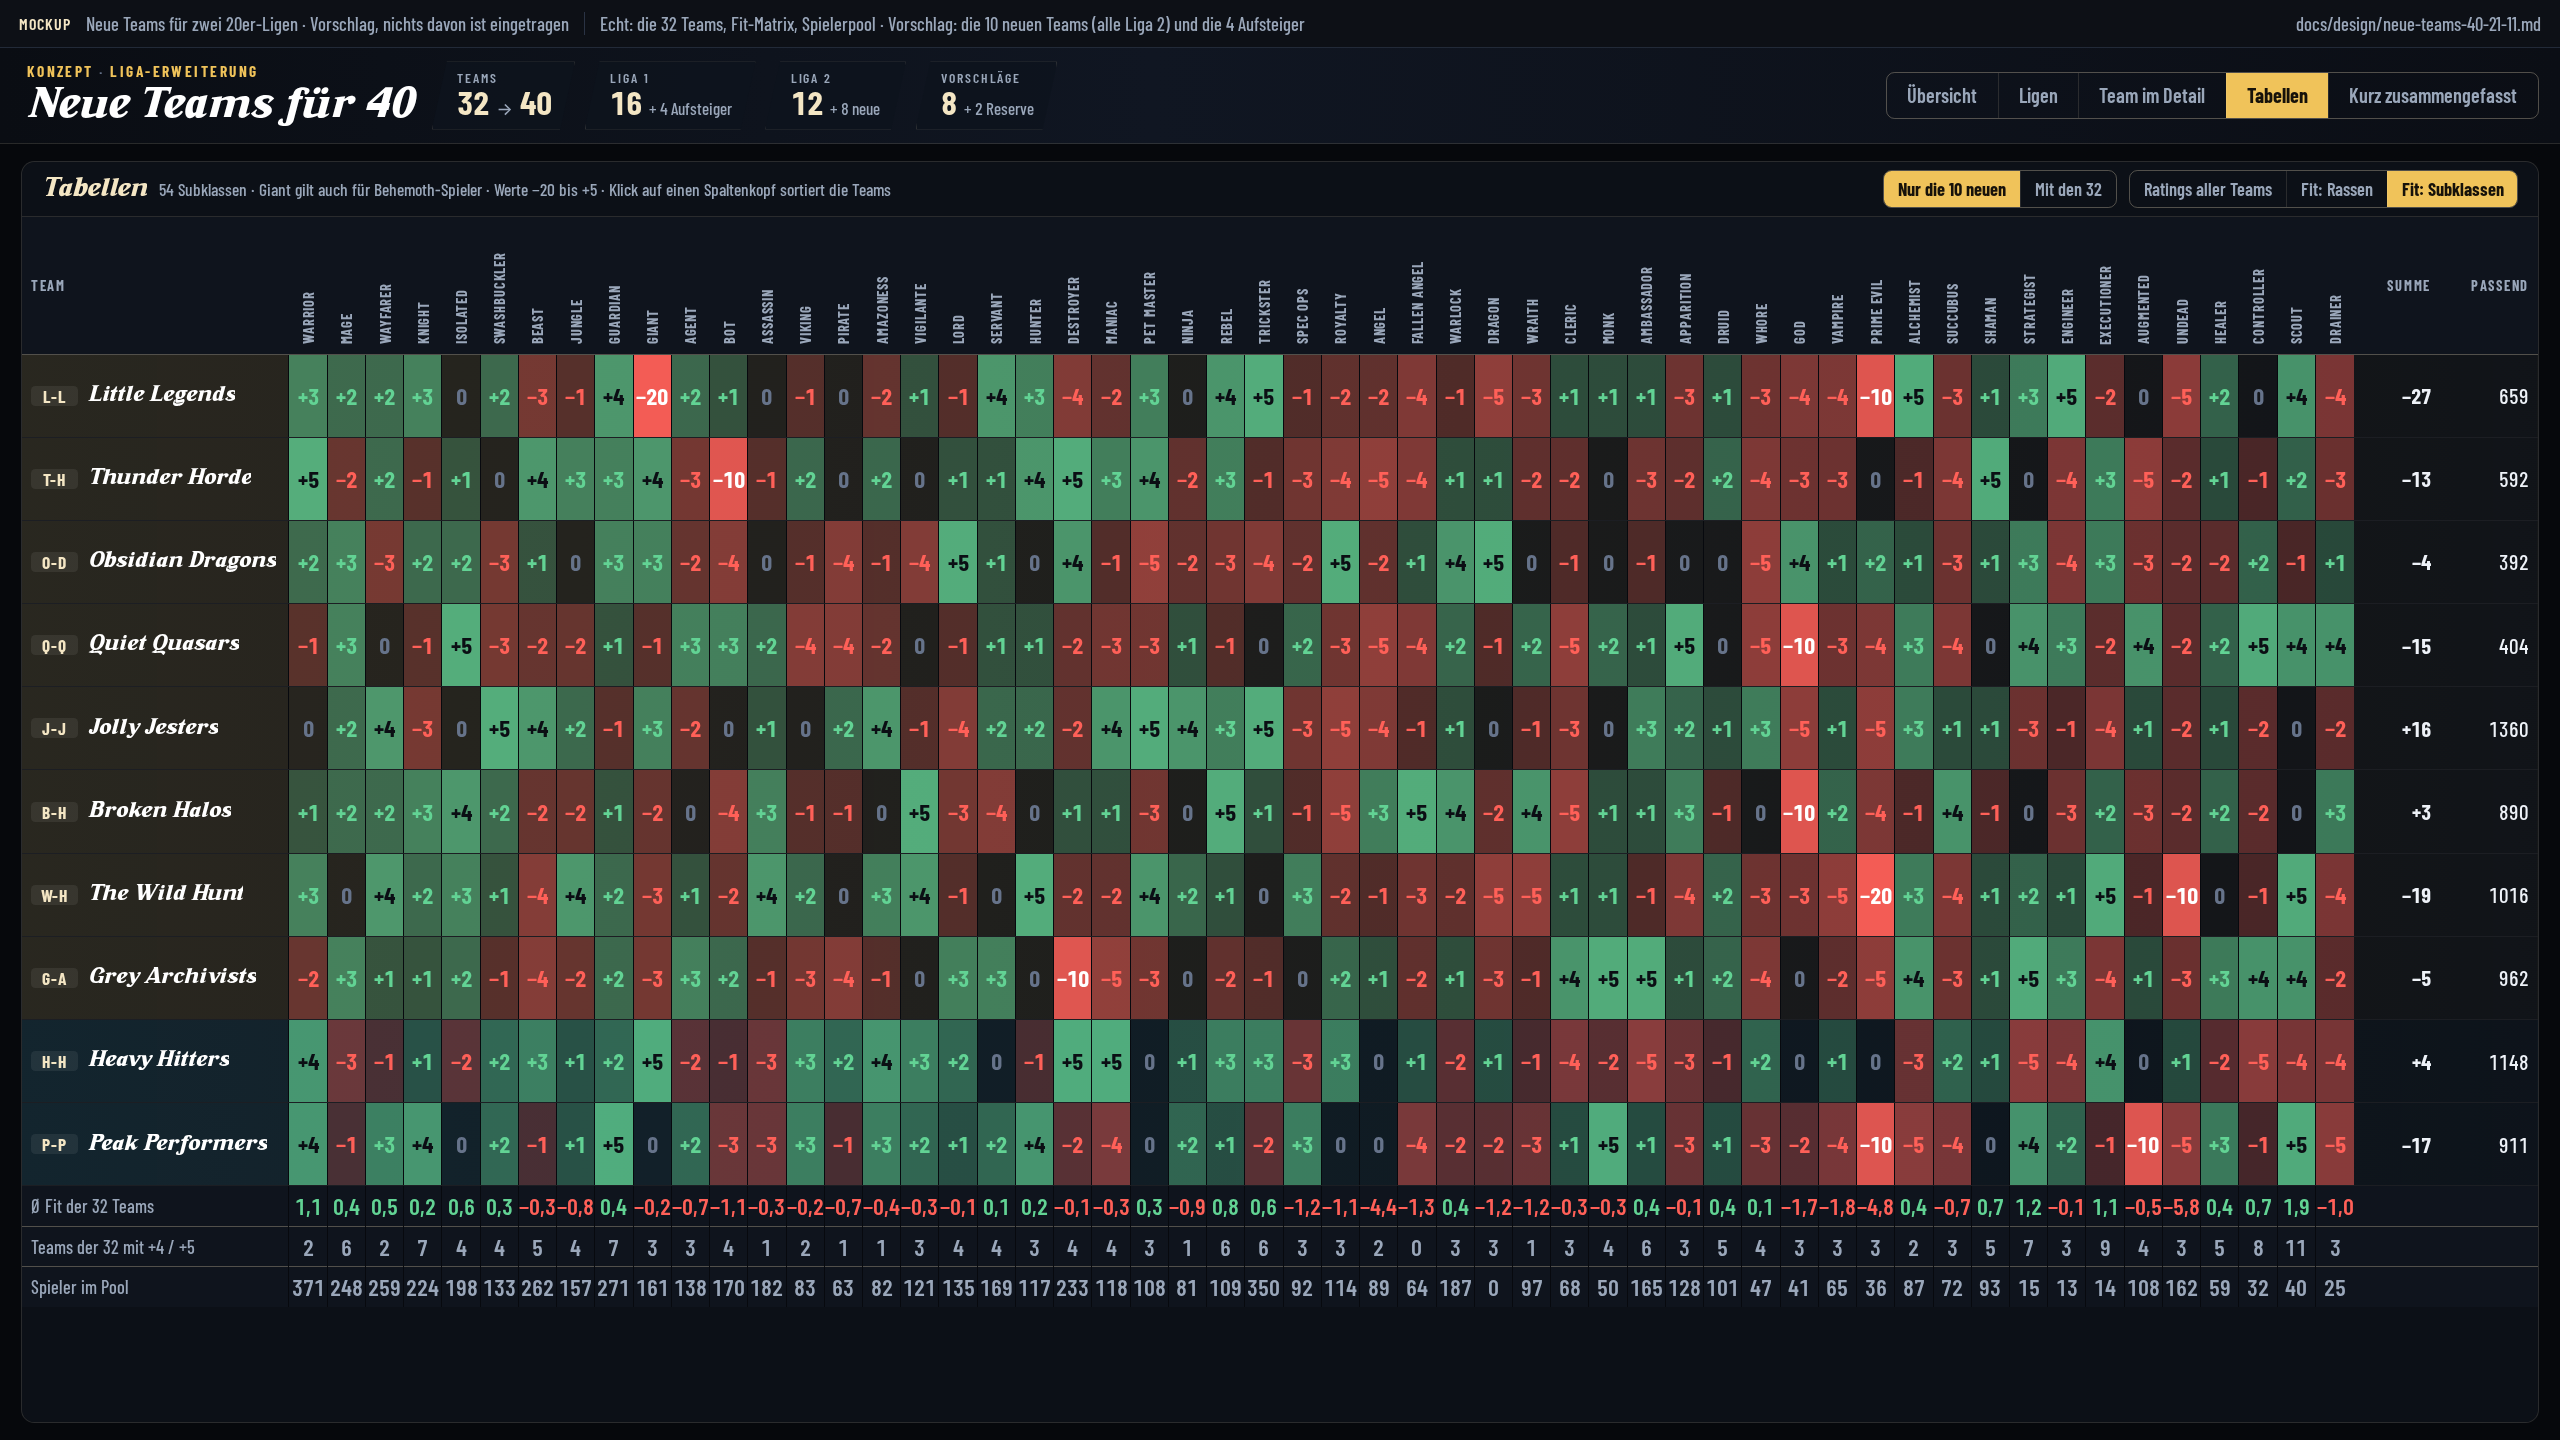 MOCKUP Neue Teams für zwei 20er-Ligen · Vorschlag, nichts davon ist eingetragen Echt: die 32 Teams, Fit-Matrix, Spielerpool · Vorschlag: die 10 neuen Teams (alle Liga 2) und die 4 Aufsteiger docs/design/neue-teams-40-21-11.md
KONZEPT · LIGA-ERWEITERUNG
Neue Teams für 40
TEAMS
32 → 40
LIGA 1
16 + 4 Aufsteiger
LIGA 2
12 + 8 neue
VORSCHLÄGE
8 + 2 Reserve
Übersicht Ligen Team im Detail Tabellen Kurz zusammengefasst
Tabellen 54 Subklassen · Giant gilt auch für Behemoth-Spieler · Werte −20 bis +5 · Klick auf einen Spaltenkopf sortiert die Teams
Nur die 10 neuen Mit den 32 Ratings aller Teams Fit: Rassen Fit: Subklassen
TEAM WARRIOR MAGE WAYFARER KNIGHT ISOLATED SWASHBUCKLER BEAST JUNGLE GUARDIAN GIANT AGENT BOT ASSASSIN VIKING PIRATE AMAZONESS VIGILANTE LORD SERVANT HUNTER DESTROYER MANIAC PET MASTER NINJA REBEL TRICKSTER SPEC OPS ROYALTY ANGEL FALLEN ANGEL WARLOCK DRAGON WRAITH CLERIC MONK AMBASSADOR APPARITION DRUID WHORE GOD VAMPIRE PRIME EVIL ALCHEMIST SUCCUBUS SHAMAN STRATEGIST ENGINEER EXECUTIONER AUGMENTED UNDEAD HEALER CONTROLLER SCOUT DRAINER SUMME PASSEND
L-L Little Legends +3 +2 +2 +3 0 +2 −3 −1 +4 −20 +2 +1 0 −1 0 −2 +1 −1 +4 +3 −4 −2 +3 0 +4 +5 −1 −2 −2 −4 −1 −5 −3 +1 +1 +1 −3 +1 −3 −4 −4 −10 +5 −3 +1 +3 +5 −2 0 −5 +2 0 +4 −4 −27 659
T-H Thunder Horde +5 −2 +2 −1 +1 0 +4 +3 +3 +4 −3 −10 −1 +2 0 +2 0 +1 +1 +4 +5 +3 +4 −2 +3 −1 −3 −4 −5 −4 +1 +1 −2 −2 0 −3 −2 +2 −4 −3 −3 0 −1 −4 +5 0 −4 +3 −5 −2 +1 −1 +2 −3 −13 592
O-D Obsidian Dragons +2 +3 −3 +2 +2 −3 +1 0 +3 +3 −2 −4 0 −1 −4 −1 −4 +5 +1 0 +4 −1 −5 −2 −3 −4 −2 +5 −2 +1 +4 +5 0 −1 0 −1 0 0 −5 +4 +1 +2 +1 −3 +1 +3 −4 +3 −3 −2 −2 +2 −1 +1 −4 392
Q-Q Quiet Quasars −1 +3 0 −1 +5 −3 −2 −2 +1 −1 +3 +3 +2 −4 −4 −2 0 −1 +1 +1 −2 −3 −3 +1 −1 0 +2 −3 −5 −4 +2 −1 +2 −5 +2 +1 +5 0 −5 −10 −3 −4 +3 −4 0 +4 +3 −2 +4 −2 +2 +5 +4 +4 −15 404
J-J Jolly Jesters 0 +2 +4 −3 0 +5 +4 +2 −1 +3 −2 0 +1 0 +2 +4 −1 −4 +2 +2 −2 +4 +5 +4 +3 +5 −3 −5 −4 −1 +1 0 −1 −3 0 +3 +2 +1 +3 −5 +1 −5 +3 +1 +1 −3 −1 −4 +1 −2 +1 −2 0 −2 +16 1360
B-H Broken Halos +1 +2 +2 +3 +4 +2 −2 −2 +1 −2 0 −4 +3 −1 −1 0 +5 −3 −4 0 +1 +1 −3 0 +5 +1 −1 −5 +3 +5 +4 −2 +4 −5 +1 +1 +3 −1 0 −10 +2 −4 −1 +4 −1 0 −3 +2 −3 −2 +2 −2 0 +3 +3 890
W-H The Wild Hunt +3 0 +4 +2 +3 +1 −4 +4 +2 −3 +1 −2 +4 +2 0 +3 +4 −1 0 +5 −2 −2 +4 +2 +1 0 +3 −2 −1 −3 −2 −5 −5 +1 +1 −1 −4 +2 −3 −3 −5 −20 +3 −4 +1 +2 +1 +5 −1 −10 0 −1 +5 −4 −19 1016
G-A Grey Archivists −2 +3 +1 +1 +2 −1 −4 −2 +2 −3 +3 +2 −1 −3 −4 −1 0 +3 +3 0 −10 −5 −3 0 −2 −1 0 +2 +1 −2 +1 −3 −1 +4 +5 +5 +1 +2 −4 0 −2 −5 +4 −3 +1 +5 +3 −4 +1 −3 +3 +4 +4 −2 −5 962
H-H Heavy Hitters +4 −3 −1 +1 −2 +2 +3 +1 +2 +5 −2 −1 −3 +3 +2 +4 +3 +2 0 −1 +5 +5 0 +1 +3 +3 −3 +3 0 +1 −2 +1 −1 −4 −2 −5 −3 −1 +2 0 +1 0 −3 +2 +1 −5 −4 +4 0 +1 −2 −5 −4 −4 +4 1148
P-P Peak Performers +4 −1 +3 +4 0 +2 −1 +1 +5 0 +2 −3 −3 +3 −1 +3 +2 +1 +2 +4 −2 −4 0 +2 +1 −2 +3 0 0 −4 −2 −2 −3 +1 +5 +1 −3 +1 −3 −2 −4 −10 −5 −4 0 +4 +2 −1 −10 −5 +3 −1 +5 −5 −17 911
Ø Fit der 32 Teams 1,1 0,4 0,5 0,2 0,6 0,3 −0,3 −0,8 0,4 −0,2 −0,7 −1,1 −0,3 −0,2 −0,7 −0,4 −0,3 −0,1 0,1 0,2 −0,1 −0,3 0,3 −0,9 0,8 0,6 −1,2 −1,1 −4,4 −1,3 0,4 −1,2 −1,2 −0,3 −0,3 0,4 −0,1 0,4 0,1 −1,7 −1,8 −4,8 0,4 −0,7 0,7 1,2 −0,1 1,1 −0,5 −5,8 0,4 0,7 1,9 −1,0
Teams der 32 mit +4 / +5 2 6 2 7 4 4 5 4 7 3 3 4 1 2 1 1 3 4 4 3 4 4 3 1 6 6 3 3 2 0 3 3 1 3 4 6 3 5 4 3 3 3 2 3 5 7 3 9 4 3 5 8 11 3
Spieler im Pool 371 248 259 224 198 133 262 157 271 161 138 170 182 83 63 82 121 135 169 117 233 118 108 81 109 350 92 114 89 64 187 0 97 68 50 165 128 101 47 41 65 36 87 72 93 15 13 14 108 162 59 32 40 25